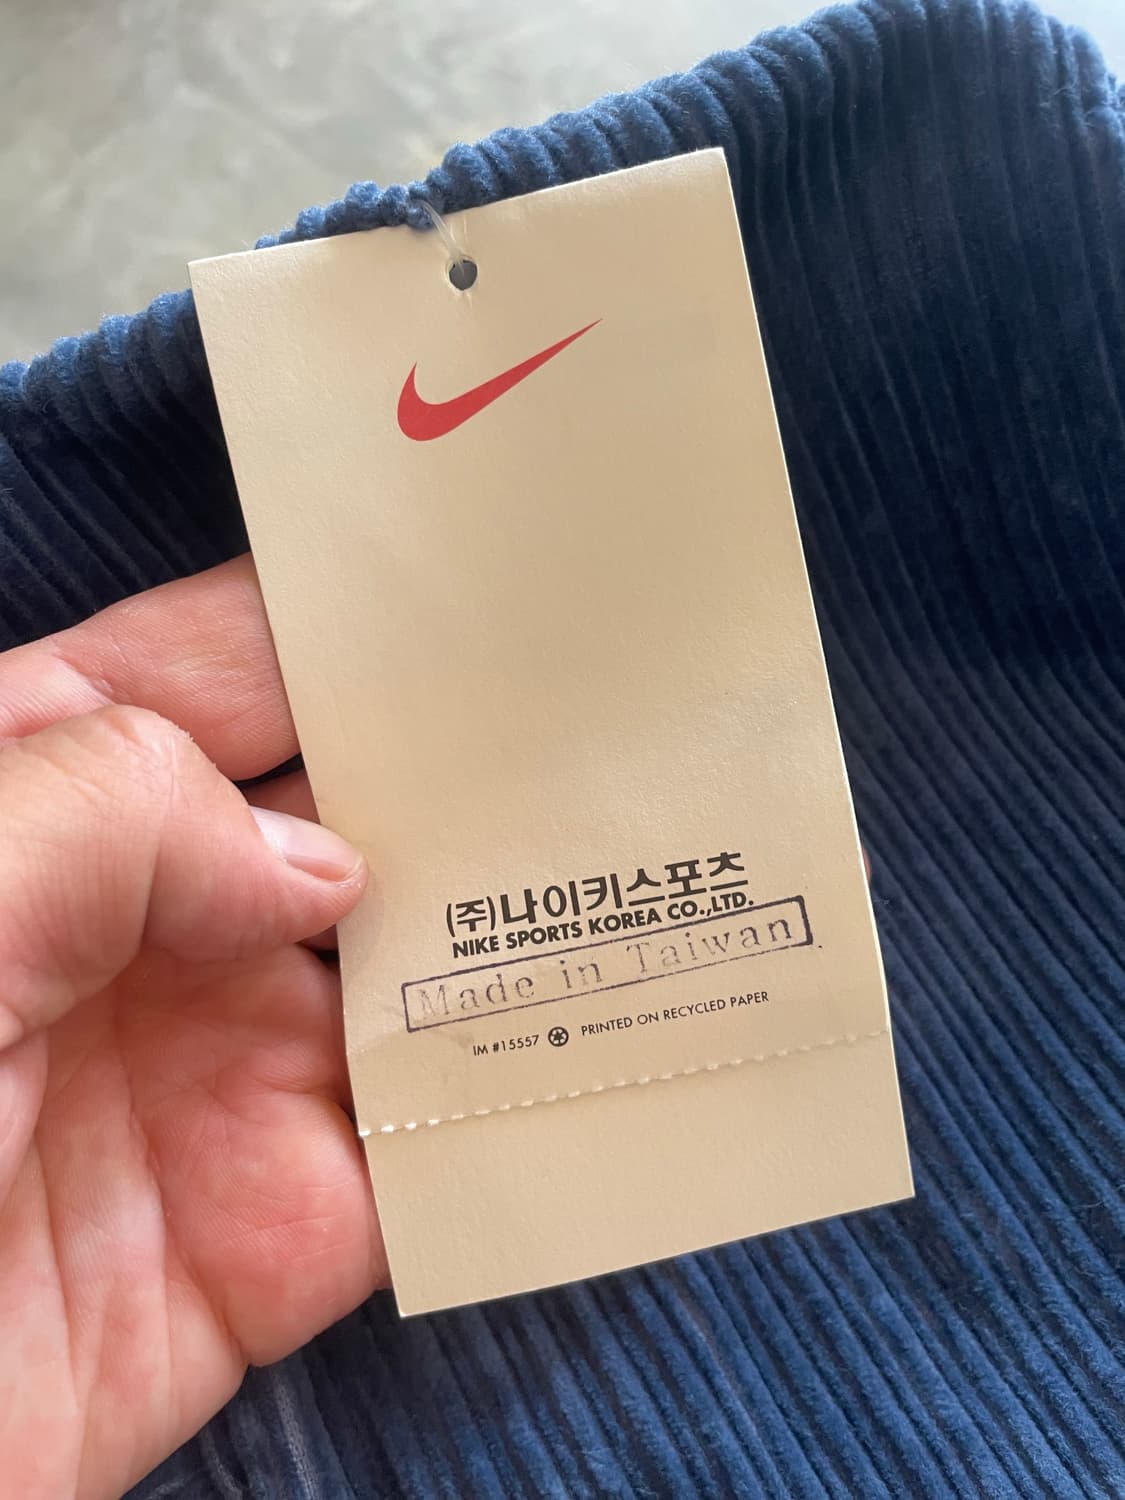 (주)나이키스포츠
NIKE SPORTS KOREA CO.,LTD.
Made in Taiwan
IM #15557 PRINTED ON RECYCLED PAPER